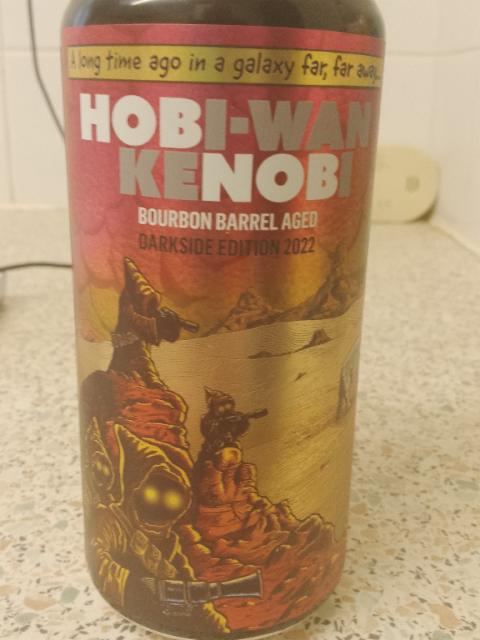 A long time ago in a galaxy far, far away...
HOBI-WAN
KENOBI
BOURBON BARREL AGED
DARKSIDE EDITION 2022